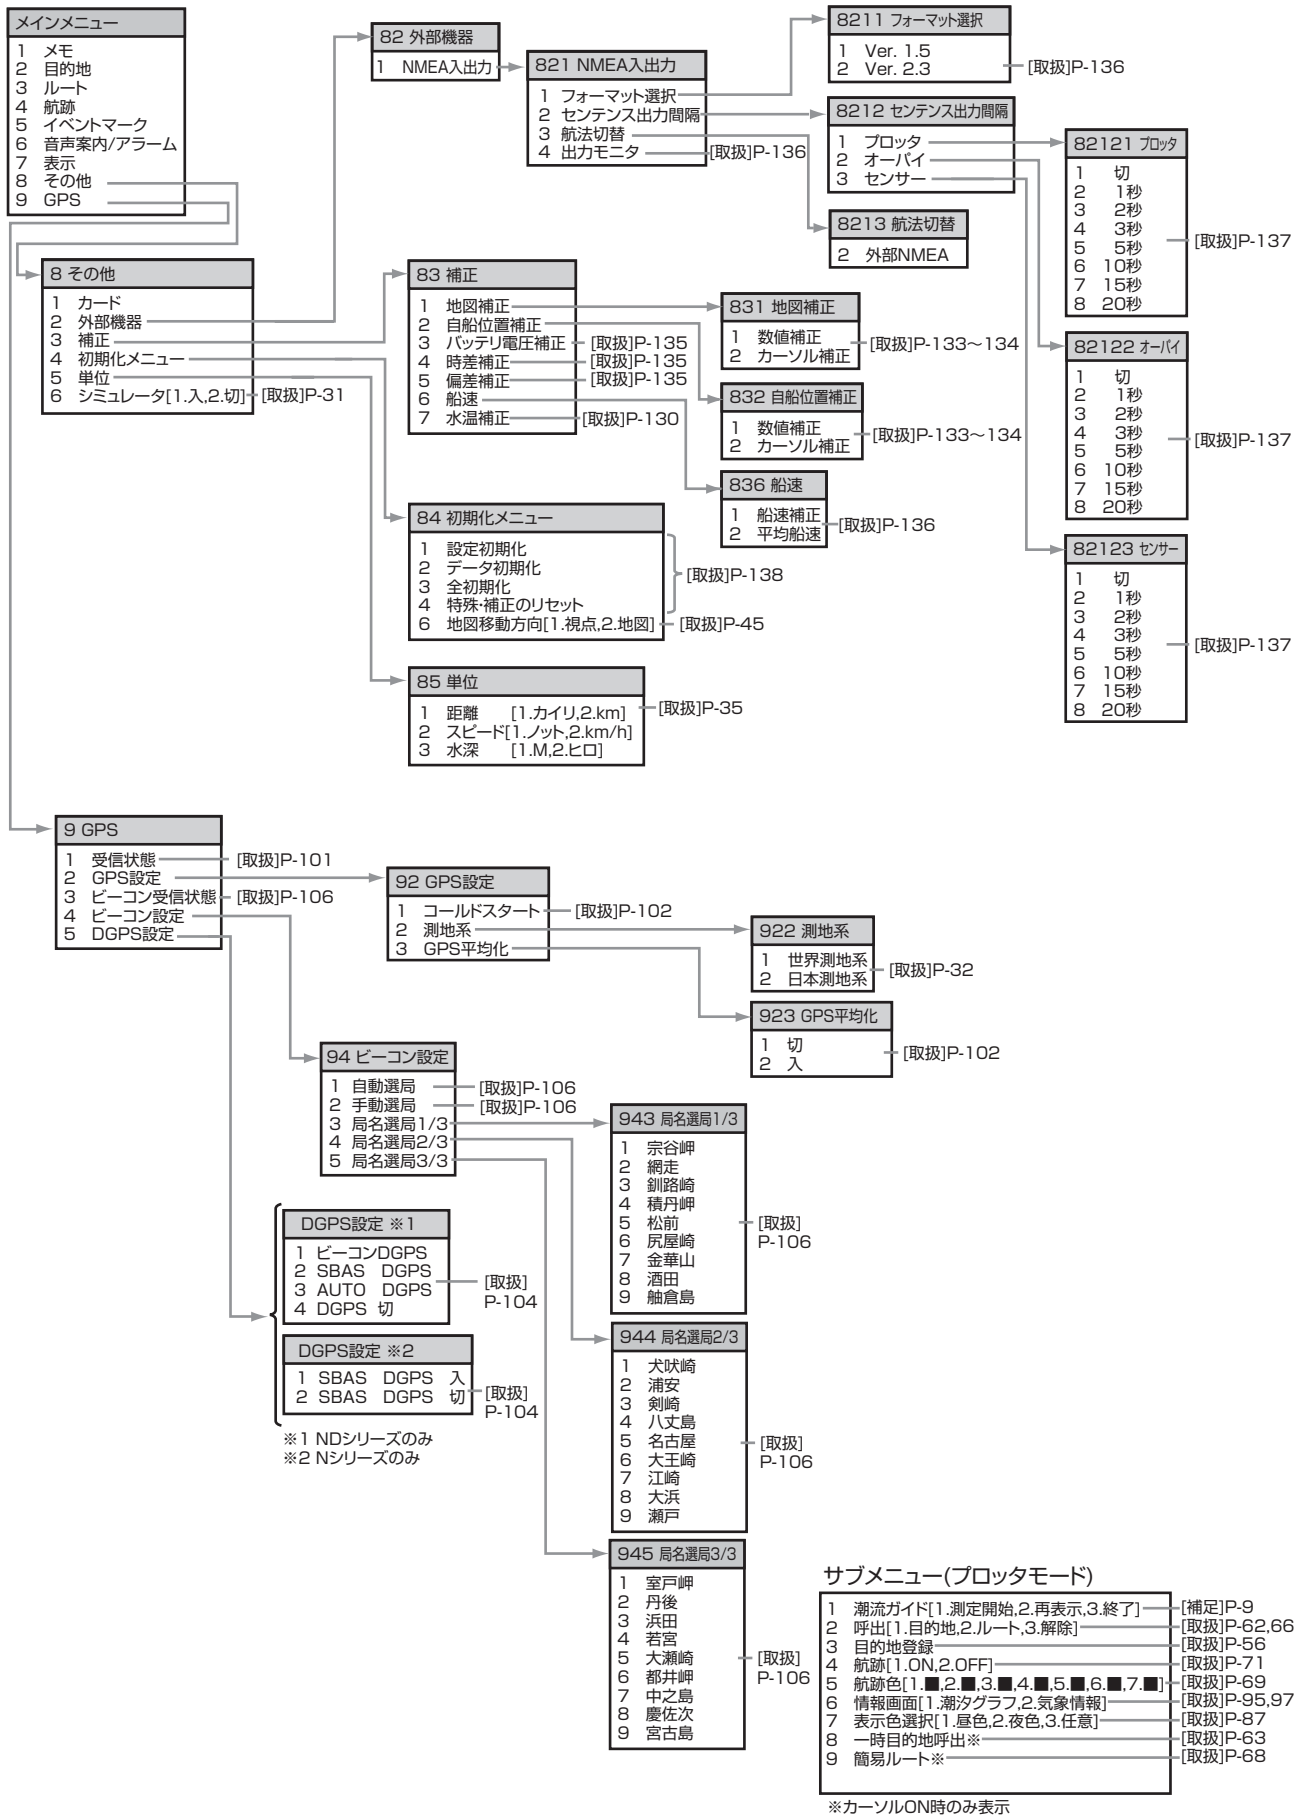 メインメニュー
1 メモ
2 目的地
3 ルート
4 航跡
5 イベントマーク
6 音声案内/アラーム
7 表示
8 その他
9 GPS
82 外部機器
1 NMEA入出力
821 NMEA入出力
1 フォーマット選択
2 センテンス出力間隔
3 航法切替
4 出力モニタ
[取扱]P-136
8211 フォーマット選択
1 Ver. 1.5
2 Ver. 2.3
[取扱]P-136
8212 センテンス出力間隔
1 プロッタ
2 オーパイ
3 センサー
8213 航法切替
2 外部NMEA
82121 プロッタ
1 切
2 1秒
3 2秒
4 3秒
5 5秒
6 10秒
7 15秒
8 20秒
[取扱]P-137
82122 オーパイ
1 切
2 1秒
3 2秒
4 3秒
5 5秒
6 10秒
7 15秒
8 20秒
[取扱]P-137
82123 センサー
1 切
2 1秒
3 2秒
4 3秒
5 5秒
6 10秒
7 15秒
8 20秒
[取扱]P-137
8 その他
1 カード
2 外部機器
3 補正
4 初期化メニュー
5 単位
6 シミュレータ[1.入,2.切]
[取扱]P-31
83 補正
1 地図補正
2 自船位置補正
3 バッテリ電圧補正 [取扱]P-135
4 時差補正 [取扱]P-135
5 偏差補正 [取扱]P-135
6 船速
7 水温補正 [取扱]P-130
831 地図補正
1 数値補正
2 カーソル補正
[取扱]P-133〜134
832 自船位置補正
1 数値補正
2 カーソル補正
[取扱]P-133〜134
836 船速
1 船速補正
2 平均船速
[取扱]P-136
84 初期化メニュー
1 設定初期化
2 データ初期化
3 全初期化
4 特殊・補正のリセット
[取扱]P-138
6 地図移動方向[1.視点,2.地図] [取扱]P-45
85 単位
1 距離 [1.カイリ,2.km]
2 スピード[1.ノット,2.km/h]
3 水深 [1.M,2.ヒロ]
[取扱]P-35
9 GPS
1 受信状態 [取扱]P-101
2 GPS設定
3 ビーコン受信状態 [取扱]P-106
4 ビーコン設定
5 DGPS設定
92 GPS設定
1 コールドスタート [取扱]P-102
2 測地系
3 GPS平均化
922 測地系
1 世界測地系
2 日本測地系
[取扱]P-32
923 GPS平均化
1 切
2 入
[取扱]P-102
94 ビーコン設定
1 自動選局 [取扱]P-106
2 手動選局 [取扱]P-106
3 局名選局1/3
4 局名選局2/3
5 局名選局3/3
943 局名選局1/3
1 宗谷岬
2 網走
3 釧路崎
4 積丹岬
5 松前
6 尻屋崎
7 金華山
8 酒田
9 舳倉島
[取扱]
P-106
DGPS設定 ※1
1 ビーコンDGPS
2 SBAS DGPS
3 AUTO DGPS
4 DGPS 切
[取扱]
P-104
DGPS設定 ※2
1 SBAS DGPS 入
2 SBAS DGPS 切
[取扱]
P-104
※1 NDシリーズのみ
※2 Nシリーズのみ
944 局名選局2/3
1 犬吠崎
2 浦安
3 剣崎
4 八丈島
5 名古屋
6 大王崎
7 江崎
8 大浜
9 瀬戸
[取扱]
P-106
945 局名選局3/3
1 室戸岬
2 丹後
3 浜田
4 若宮
5 大瀬崎
6 都井岬
7 中之島
8 慶佐次
9 宮古島
[取扱]
P-106
サブメニュー(プロッタモード)
1 潮流ガイド[1.測定開始,2.再表示,3.終了] [補足]P-9
2 呼出[1.目的地,2.ルート,3.解除] [取扱]P-62,66
3 目的地登録 [取扱]P-56
4 航跡[1.ON,2.OFF] [取扱]P-71
5 航跡色[1.■,2.■,3.■,4.■,5.■,6.■,7.■] [取扱]P-69
6 情報画面[1.潮汐グラフ,2.気象情報] [取扱]P-95,97
7 表示色選択[1.昼色,2.夜色,3.任意] [取扱]P-87
8 一時目的地呼出※ [取扱]P-63
9 簡易ルート※ [取扱]P-68
※カーソルON時のみ表示